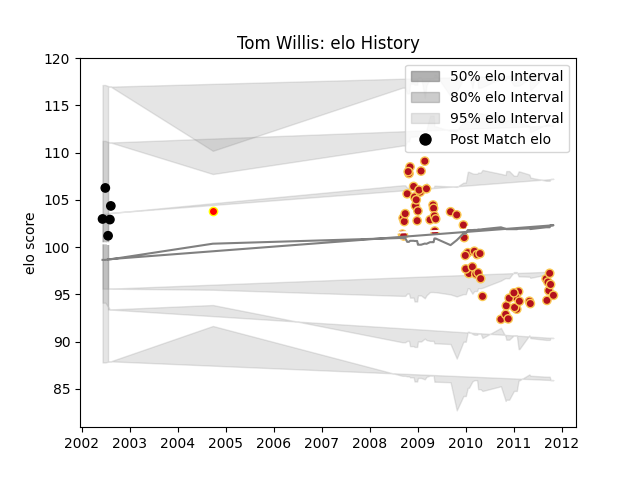 Tom Willis: elo History
120
115
110
105
100
95
90
85
elo score
50% elo Interval
80% elo Interval
95% elo Interval
Post Match elo
2002 2003 2004 2005 2006 2007 2008 2009 2010 2011 2012